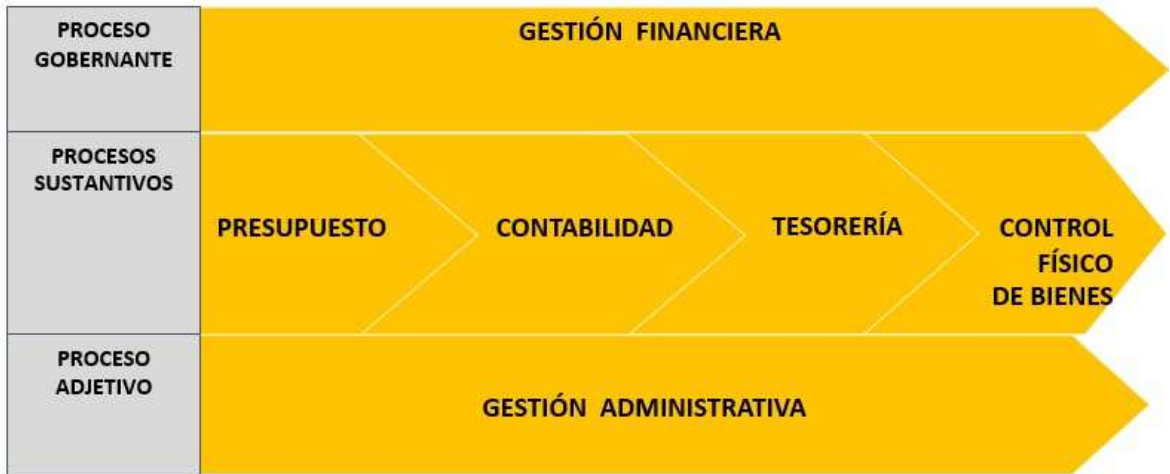 PROCESO
GOBERNANTE
GESTIÓN FINANCIERA
PROCESOS
SUSTANTIVOS
PRESUPUESTO
CONTABILIDAD
TESORERÍA
CONTROL
FÍSICO
DE BIENES
PROCESO
ADJETIVO
GESTIÓN ADMINISTRATIVA